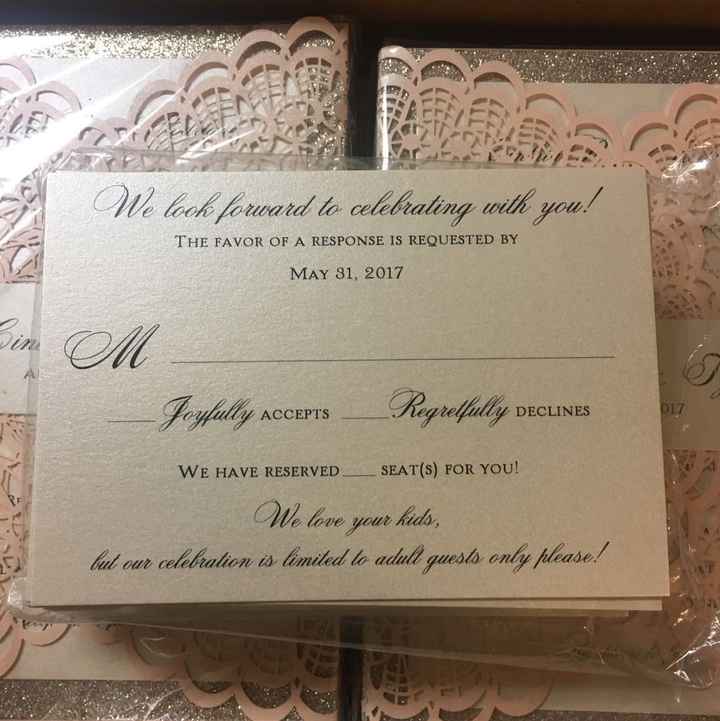 We look forward to celebrating with you!
The favor of a response is requested by
May 31, 2017
M
Joyfully accepts Regretfully declines
We have reserved seat(s) for you!
We love your kids,
but our celebration is limited to adult guests only please!
2017